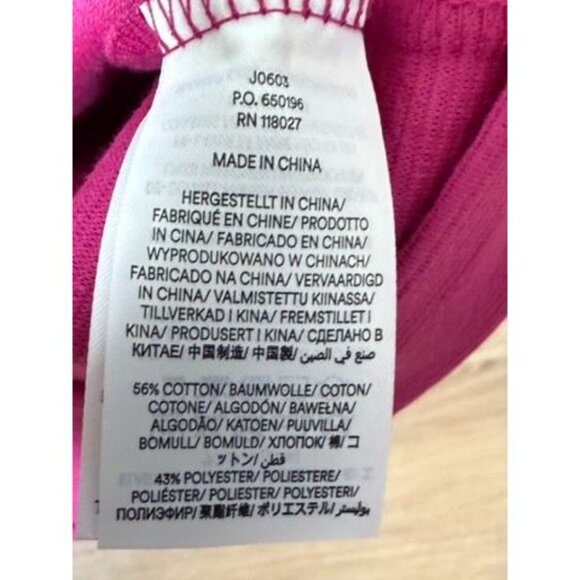 J0603
P.O. 650196
RN 118027
MADE IN CHINA
HERGESTELLT IN CHINA/
FABRIQUÉ EN CHINE/ PRODOTTO
IN CINA/ FABRICADO EN CHINA/
WYPRODUKOWANO W CHINACH/
FABRICADO NA CHINA/ VERVAARDIGD
IN CHINA/ VALMISTETTU KIINASSA/
TILLVERKAD I KINA/ FREMSTILLET I
KINA/ PRODUSERT I KINA/ СДЕЛАНО В
КИТАЕ/ 中国制造/ 中国製/ صنع في الصين/
56% COTTON/ BAUMWOLLE/ COTON/
COTONE/ ALGODÓN/ BAWEŁNA/
ALGODÃO/ KATOEN/ PUUVILLA/
BOMULL/ BOMULD/ ХЛОПОК/ 棉/ コ
ットン/ قطن/
43% POLYESTER/ POLIESTERE/
POLIÉSTER/ POLYESTER/ POLYESTERI/
ПОЛИЭФИР/ 聚酯纤维/ ポリエステル/ بوليستر/